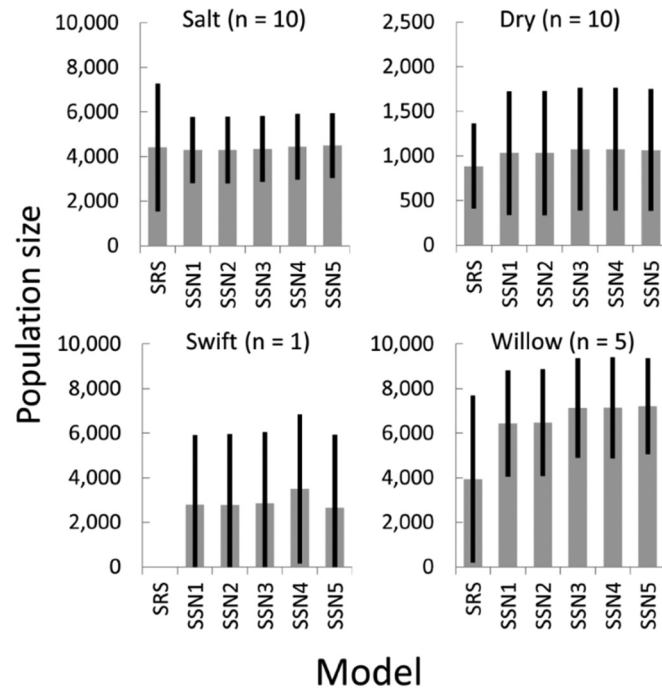 Population size
Salt (n = 10)
10,000
8,000
6,000
4,000
2,000
0
SRS
SSN1
SSN2
SSN3
SSN4
SSN5
Dry (n = 10)
2,500
2,000
1,500
1,000
500
0
SRS
SSN1
SSN2
SSN3
SSN4
SSN5
Swift (n = 1)
10,000
8,000
6,000
4,000
2,000
0
SRS
SSN1
SSN2
SSN3
SSN4
SSN5
Willow (n = 5)
10,000
8,000
6,000
4,000
2,000
0
SRS
SSN1
SSN2
SSN3
SSN4
SSN5
Model